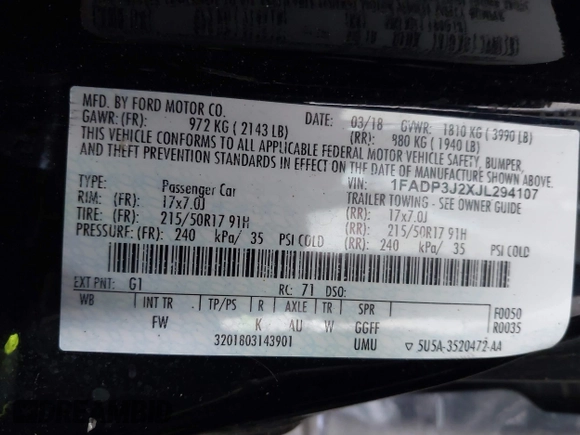 MFD. BY FORD MOTOR CO.
DATE: 03/18 GVWR: 1810 KG ( 3990 LB)
GAWR: (FR): 972 KG ( 2143 LB) (RR): 880 KG ( 1940 LB)
THIS VEHICLE CONFORMS TO ALL APPLICABLE FEDERAL MOTOR VEHICLE SAFETY, BUMPER,
AND THEFT PREVENTION STANDARDS IN EFFECT ON THE DATE OF MANUFACTURE SHOWN ABOVE.
VIN: 1FADP3J2XJL294107
TYPE: Passenger Car TRAILER TOWING - SEE OWNER GUIDE
RIM: (FR): 17x7.0J (RR): 17x7.0J
TIRE: (FR): 215/50R17 91H (RR): 215/50R17 91H
PRESSURE: (FR): 240 kPa/ 35 PSI COLD (RR): 240 kPa/ 35 PSI COLD
EXT PNT: G1 RC: 71 DSO:
WB INT TR TP/PS R AXLE TR SPR F0050
FW K AU W GGFF R0035
3201803143901 UMU ▽ 5U5A-3520472-AA
DREAMBID